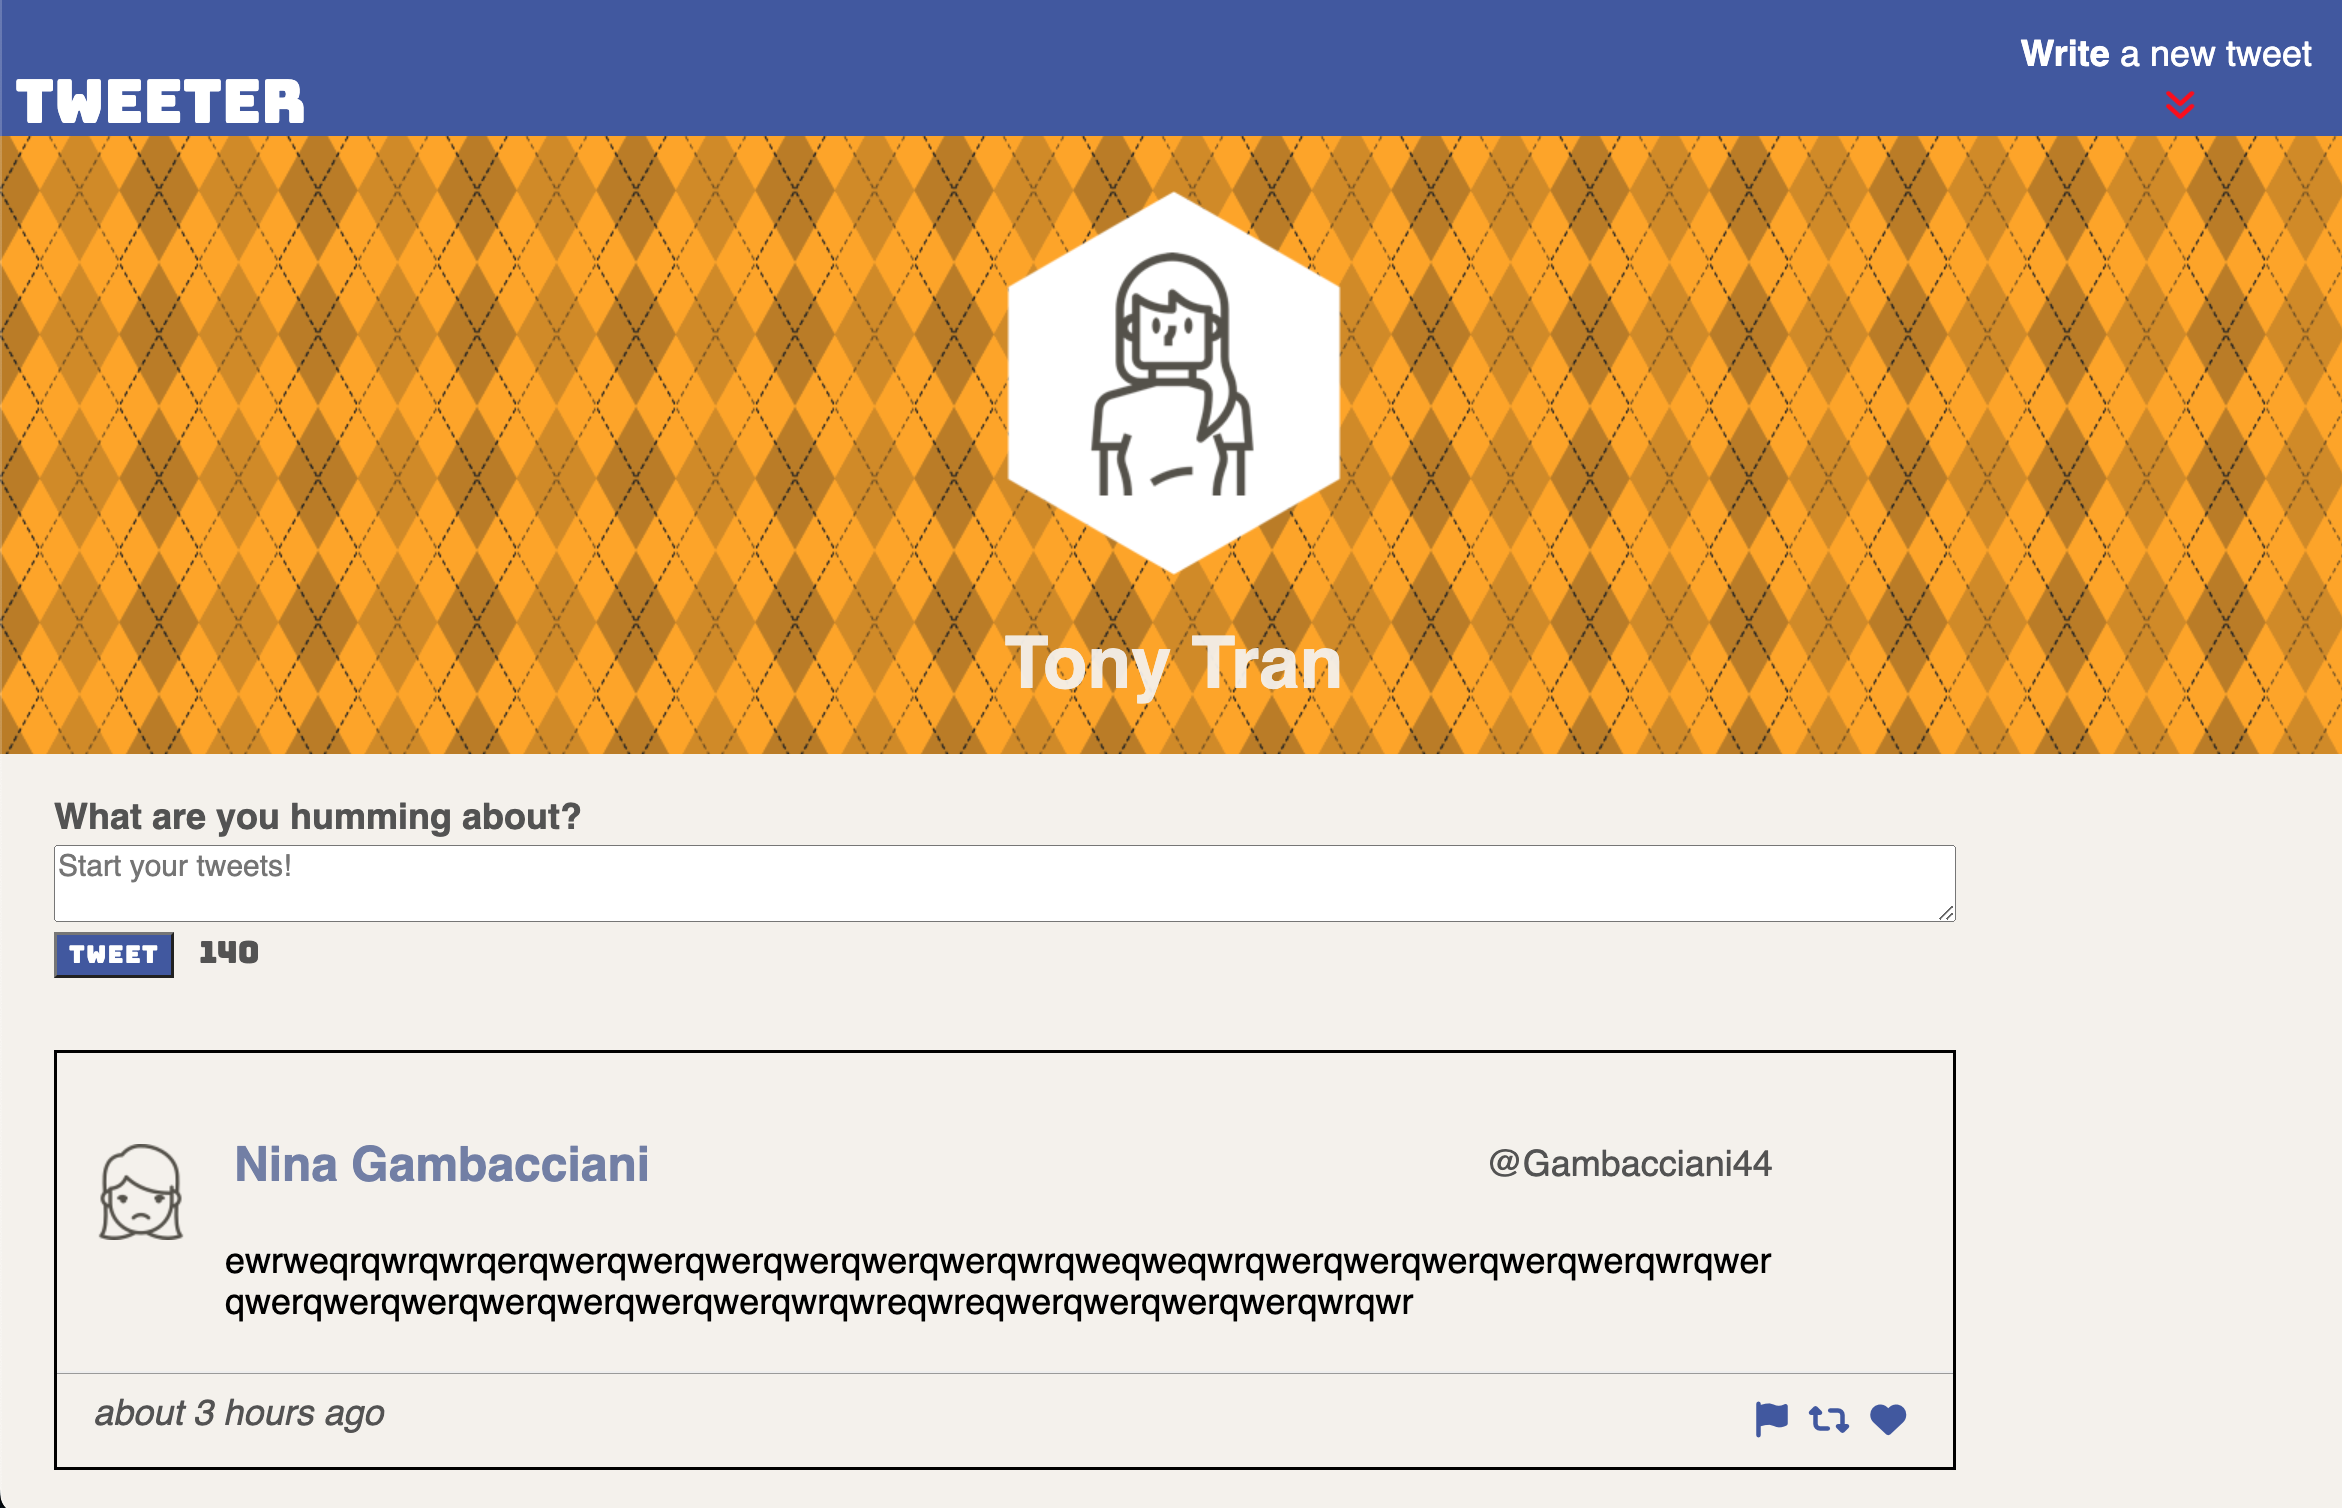 Write a new tweet
TWEETER
Tony Tran
What are you humming about?
Start your tweets!
TWEET 140
Nina Gambacciani @Gambacciani44
ewrweqrqwrqwrqerqwerqwerqwerqwerqwerqwerqwrqweqweqwrqwerqwerqwerqwerqwerqwrqwer
qwerqwerqwerqwerqwerqwerqwerqwrqwreqwreqwerqwerqwerqwerqwrqwr
about 3 hours ago